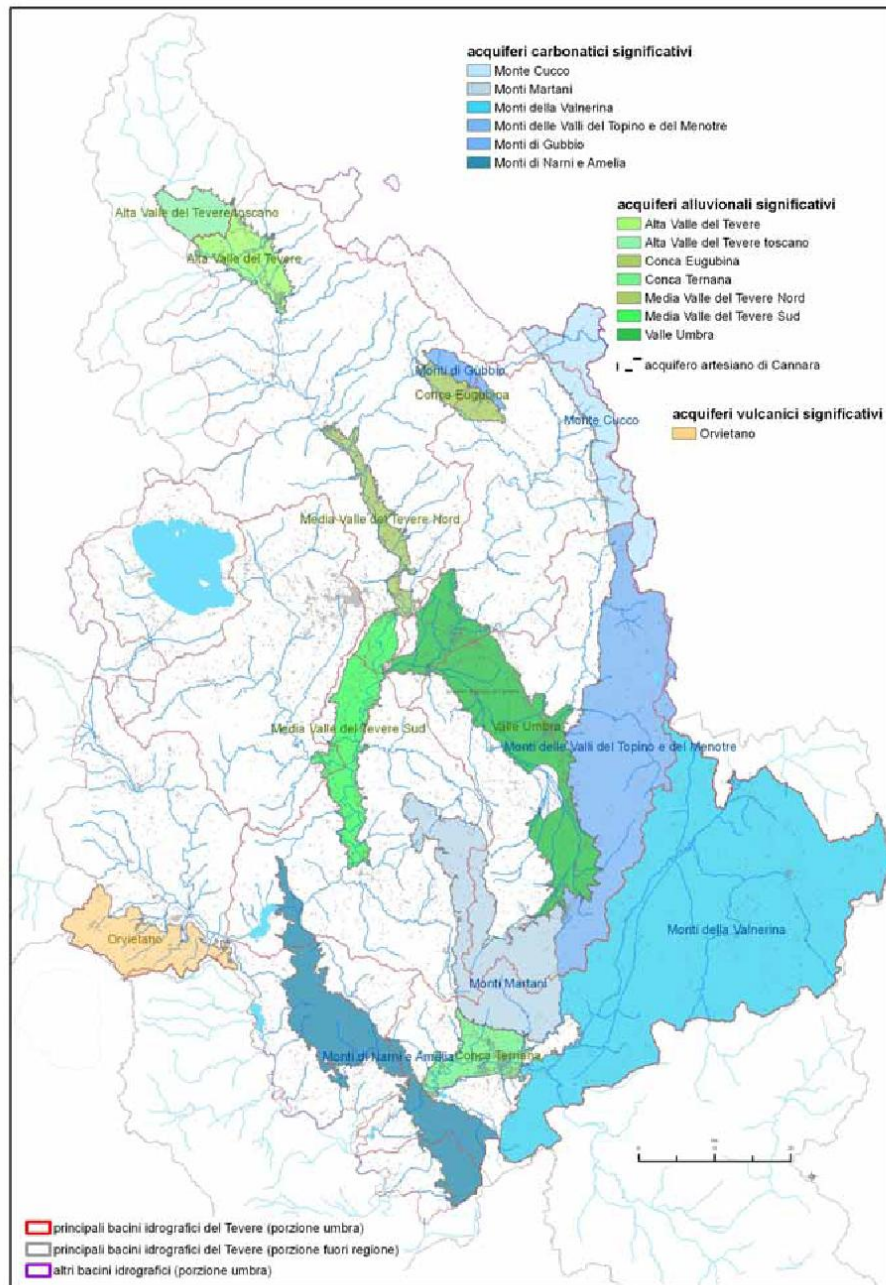 acquiferi carbonatici significativi
Monte Cucco
Monti Martani
Monti della Valnerina
Monti delle Valli del Topino e del Menotre
Monti di Gubbio
Monti di Narni e Amelia
acquiferi alluvionali significativi
Alta Valle del Tevere
Alta Valle del Tevere toscano
Conca Eugubina
Conca Ternana
Media Valle del Tevere Nord
Media Valle del Tevere Sud
Valle Umbra
acquifero artesiano di Cannara
acquiferi vulcanici significativi
Orvietano
Alta Valle del Tevere toscano
Alta Valle del Tevere
Monti di Gubbio
Conca Eugubina
Monte Cucco
Media Valle del Tevere Nord
Media Valle del Tevere Sud
Valle Umbra
Monti delle Valli del Topino e del Menotre
Orvietano
Monti della Valnerina
Monti Martani
Monti di Narni e Amelia
Conca Ternana
principali bacini idrografici del Tevere (porzione umbra)
principali bacini idrografici del Tevere (porzione fuori regione)
altri bacini idrografici (porzione umbra)